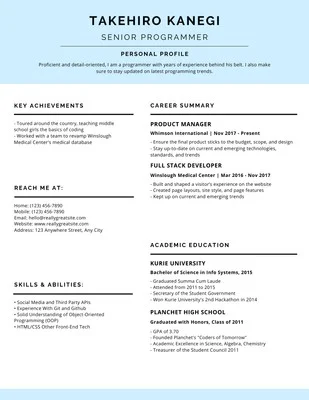 TAKEHIRO KANEGI
SENIOR PROGRAMMER
PERSONAL PROFILE
Proficient and detail-oriented, I am a programmer with years of experience behind his belt. I also make
sure to stay updated on latest programming trends.
KEY ACHIEVEMENTS
- Toured around the country, teaching middle
school girls the basics of coding
- Worked with a team to revamp Winslough
Medical Center's medical database
REACH ME AT:
Home: (123) 456-7890
Mobile: (123) 456-7890
Email: hello@reallygreatsite.com
Website: www.reallygreatsite.com
Address: 123 Anywhere Street, Any City
SKILLS & ABILITIES:
• Social Media and Third Party APIs
• Experience With Git and Github
• Solid Understanding of Object-Oriented
Programming (OOP)
• HTML/CSS Other Front-End Tech
CAREER SUMMARY
PRODUCT MANAGER
Whimson International | Nov 2017 - Present
- Ensure the final product sticks to the budget, scope, and design
- Stay up-to-date on current and emerging technologies,
standards, and trends
FULL STACK DEVELOPER
Winslough Medical Center | Mar 2016 - Nov 2017
- Built and shaped a visitor's experience on the website
- Created page layouts, site style, and page features
- Kept up on current and emerging trends
ACADEMIC EDUCATION
KURIE UNIVERSITY
Bachelor of Science in Info Systems, 2015
- Graduated Summa Cum Laude
- Attended from 2011 to 2015
- Secretary of the Student Government
- Won Kurie University's 2nd Hackathon in 2014
PLANCHET HIGH SCHOOL
Graduated with Honors, Class of 2011
- GPA of 3.70
- Founded Planchet's "Coders of Tomorrow"
- Academic Excellence in Science, Algebra, Chemistry
- Treasurer of the Student Council 2011